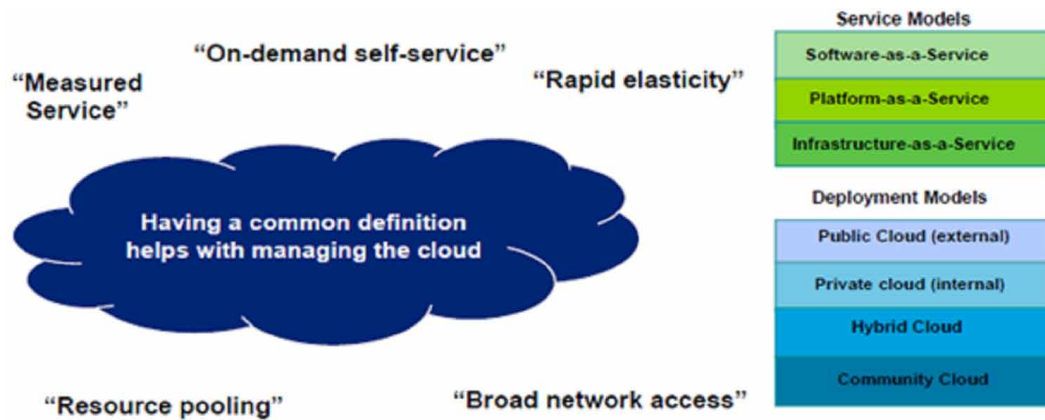 “On-demand self-service”
“Measured
Service”
“Rapid elasticity”
Having a common definition
helps with managing the cloud
“Resource pooling”
“Broad network access”
Service Models
Software-as-a-Service
Platform-as-a-Service
Infrastructure-as-a-Service
Deployment Models
Public Cloud (external)
Private cloud (internal)
Hybrid Cloud
Community Cloud